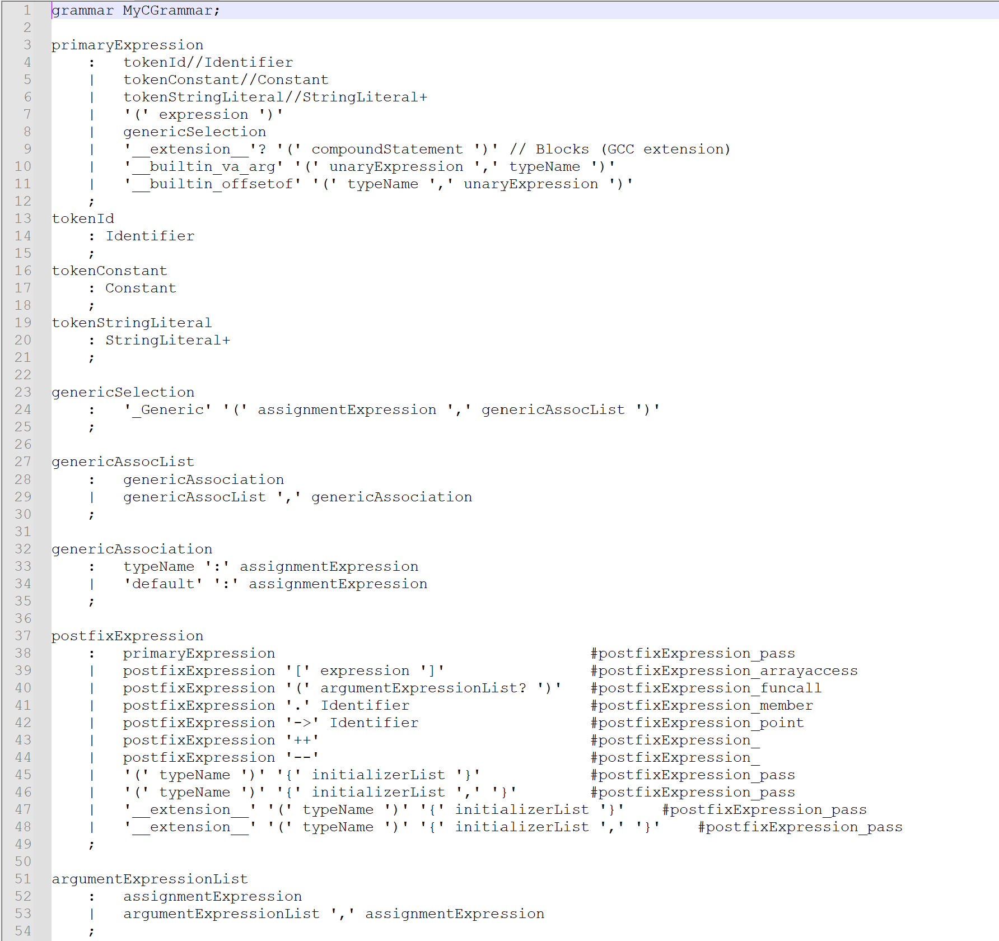 1 grammar MyCGrammar;
2
3 primaryExpression
4     :   tokenId//Identifier
5     |   tokenConstant//Constant
6     |   tokenStringLiteral//StringLiteral+
7     |   '(' expression ')'
8     |   genericSelection
9     |   '__extension__'? '(' compoundStatement ')' // Blocks (GCC extension)
10     |   '__builtin_va_arg' '(' unaryExpression ',' typeName ')'
11     |   '__builtin_offsetof' '(' typeName ',' unaryExpression ')'
12     ;
13 tokenId
14     : Identifier
15     ;
16 tokenConstant
17     : Constant
18     ;
19 tokenStringLiteral
20     : StringLiteral+
21     ;
22
23 genericSelection
24     :   '_Generic' '(' assignmentExpression ',' genericAssocList ')'
25     ;
26
27 genericAssocList
28     :   genericAssociation
29     |   genericAssocList ',' genericAssociation
30     ;
31
32 genericAssociation
33     :   typeName ':' assignmentExpression
34     |   'default' ':' assignmentExpression
35     ;
36
37 postfixExpression
38     :   primaryExpression                                   #postfixExpression_pass
39     |   postfixExpression '[' expression ']'                #postfixExpression_arrayaccess
40     |   postfixExpression '(' argumentExpressionList? ')'   #postfixExpression_funcall
41     |   postfixExpression '.' Identifier                    #postfixExpression_member
42     |   postfixExpression '->' Identifier                   #postfixExpression_point
43     |   postfixExpression '++'                              #postfixExpression_
44     |   postfixExpression '--'                              #postfixExpression_
45     |   '(' typeName ')' '{' initializerList '}'            #postfixExpression_pass
46     |   '(' typeName ')' '{' initializerList ',' '}'        #postfixExpression_pass
47     |   '__extension__' '(' typeName ')' '{' initializerList '}'    #postfixExpression_pass
48     |   '__extension__' '(' typeName ')' '{' initializerList ',' '}'    #postfixExpression_pass
49     ;
50
51 argumentExpressionList
52     :   assignmentExpression
53     |   argumentExpressionList ',' assignmentExpression
54     ;